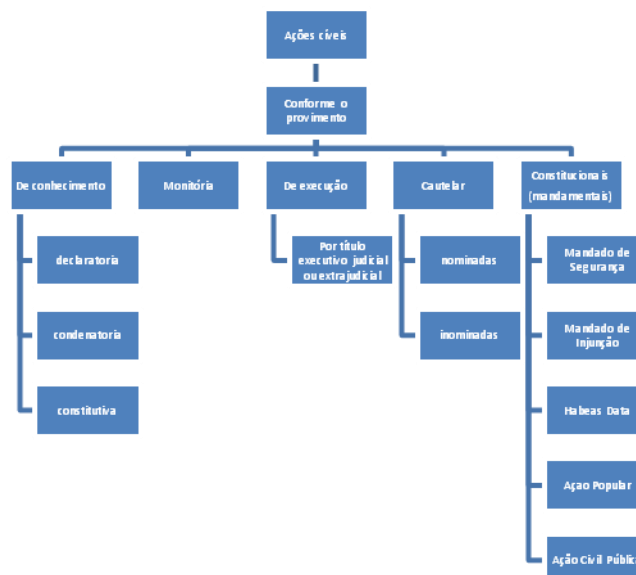 Ações cíveis
Conforme o
provimento
De conhecimento
Monitória
De execução
Cautelar
Constitucionais
(mandamentais)
declaratoria
Por título
executivo judicial
ou extrajudicial
nominadas
Mandado de
Segurança
condenatoria
inominadas
Mandado de
Injunção
constitutiva
Habeas Data
Açao Popular
Ação Civil Públic